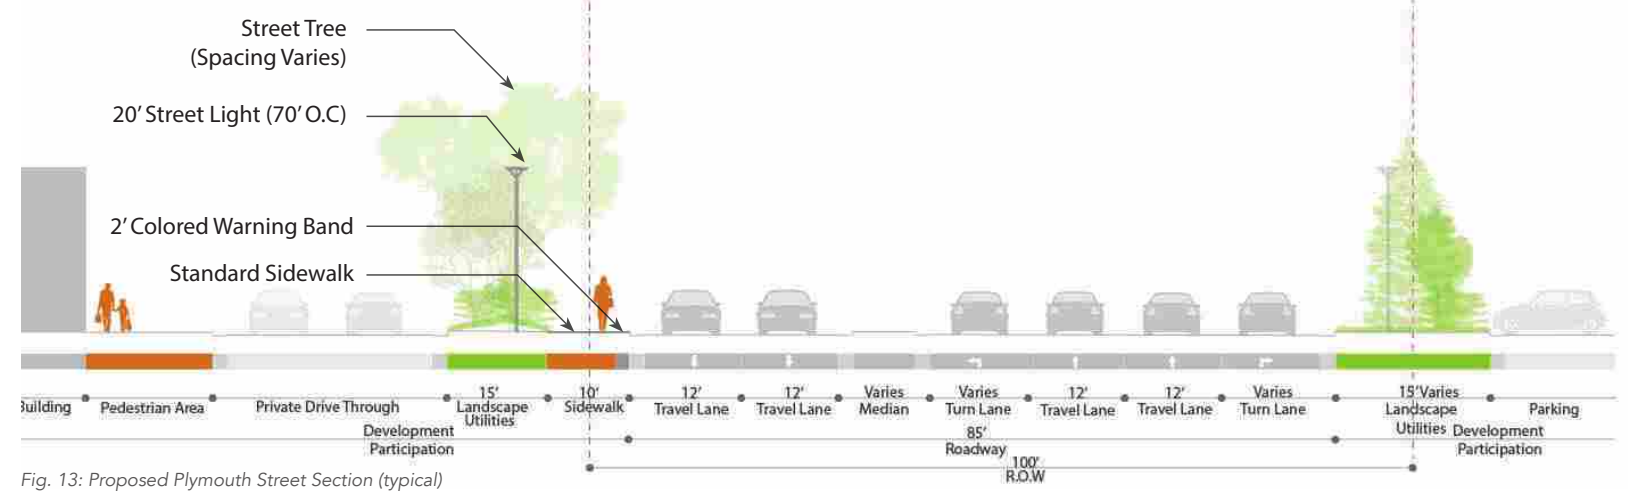 Street Tree
(Spacing Varies)
20' Street Light (70' O.C)
2' Colored Warning Band
Standard Sidewalk
Building
Pedestrian Area
Private Drive Through
15'
Landscape
Utilities
10'
Sidewalk
12'
Travel Lane
12'
Travel Lane
Varies
Median
Varies
Turn Lane
12'
Travel Lane
12'
Travel Lane
Varies
Turn Lane
15' Varies
Landscape
Utilities
Parking
Development
Participation
85'
Roadway
Development
Participation
100'
R.O.W
Fig. 13: Proposed Plymouth Street Section (typical)